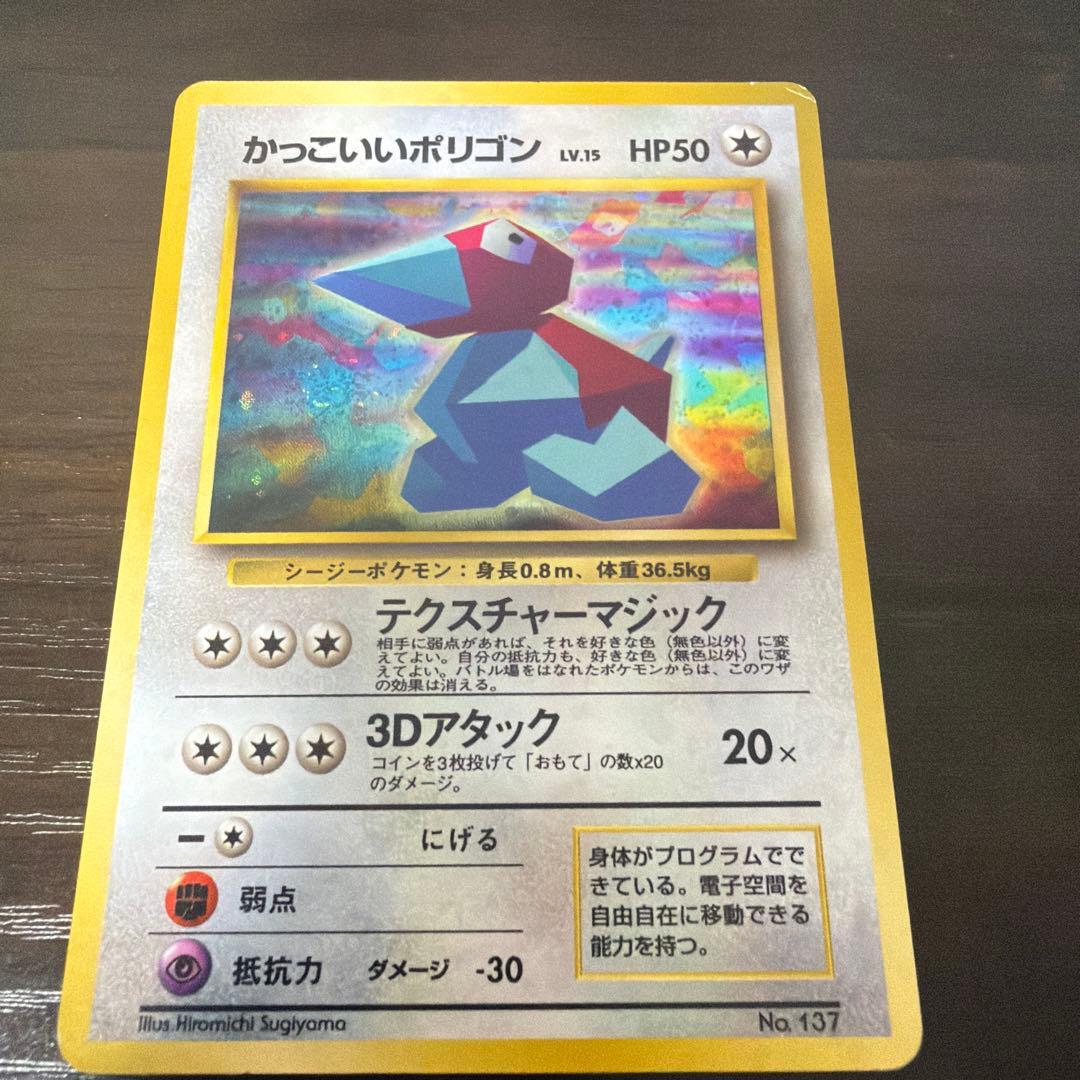 かっこいいポリゴン LV.15 HP50
シージーポケモン：身長0.8m、体重36.5kg
テクスチャーマジック
相手に弱点があれば、それを好きな色（無色以外）に変
えてよい。自分の抵抗力も、好きな色（無色以外）に変
えてよい。バトル場をはなれたポケモンからは、このワザ
の効果は消える。
3Dアタック 20×
コインを3枚投げて「おもて」の数x20
のダメージ。
ー にげる
弱点
抵抗力 ダメージ -30
身体がプログラムでで
きている。電子空間を
自由自在に移動できる
能力を持つ。
Illus Hiromichi Sugiyama No. 137